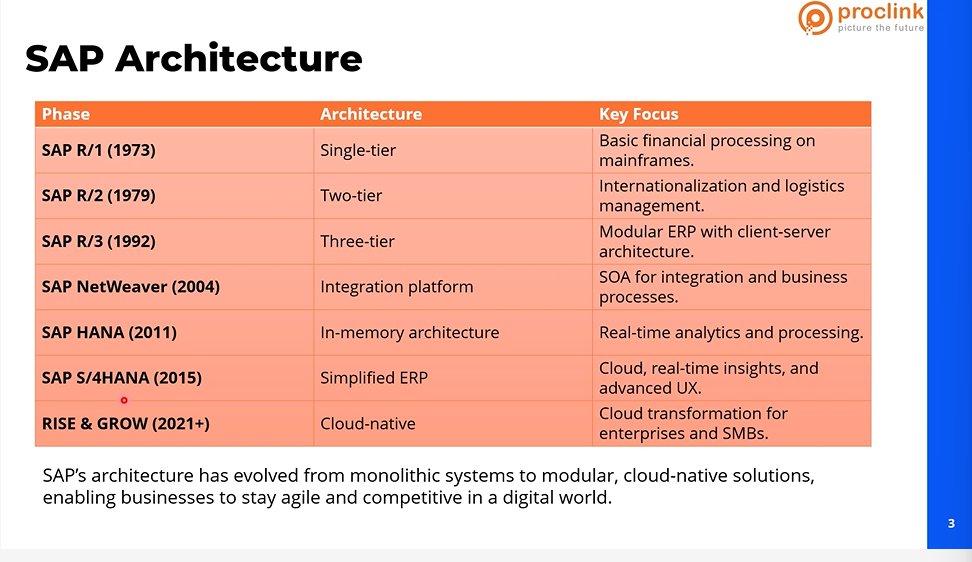 proclink
picture the future
SAP Architecture
Phase Architecture Key Focus
SAP R/1 (1973) Single-tier Basic financial processing on
mainframes.
SAP R/2 (1979) Two-tier Internationalization and logistics
management.
SAP R/3 (1992) Three-tier Modular ERP with client-server
architecture.
SAP NetWeaver (2004) Integration platform SOA for integration and business
processes.
SAP HANA (2011) In-memory architecture Real-time analytics and processing.
SAP S/4HANA (2015) Simplified ERP Cloud, real-time insights, and
advanced UX.
RISE & GROW (2021+) Cloud-native Cloud transformation for
enterprises and SMBs.
SAP’s architecture has evolved from monolithic systems to modular, cloud-native solutions,
enabling businesses to stay agile and competitive in a digital world.
3